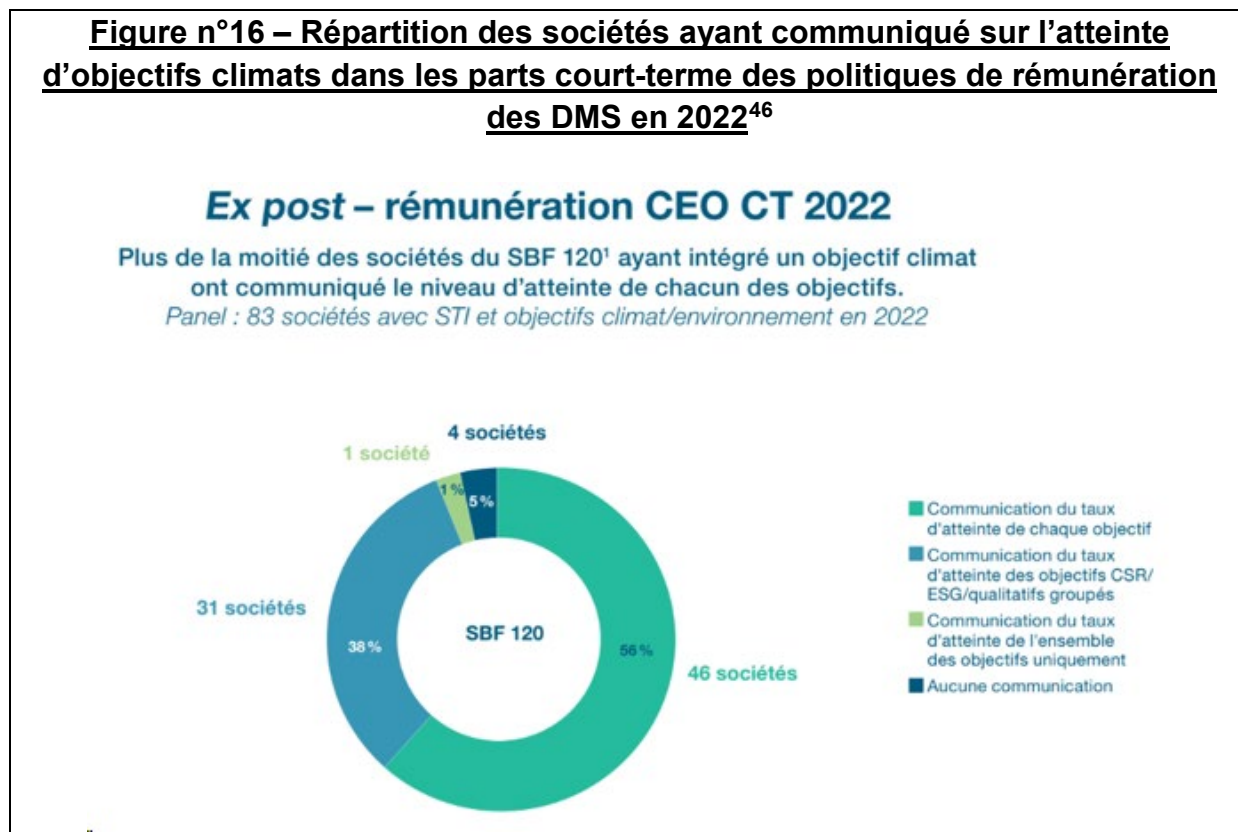 Figure n°16 – Répartition des sociétés ayant communiqué sur l’atteinte
d’objectifs climats dans les parts court-terme des politiques de rémunération
des DMS en 2022⁴⁶
Ex post – rémunération CEO CT 2022
Plus de la moitié des sociétés du SBF 120¹ ayant intégré un objectif climat
ont communiqué le niveau d’atteinte de chacun des objectifs.
Panel : 83 sociétés avec STI et objectifs climat/environnement en 2022
4 sociétés
1 société
1 %
5 %
31 sociétés
38 %
SBF 120
56 %
46 sociétés
Communication du taux
d'atteinte de chaque objectif
Communication du taux
d'atteinte des objectifs CSR/
ESG/qualitatifs groupés
Communication du taux
d'atteinte de l'ensemble
des objectifs uniquement
Aucune communication